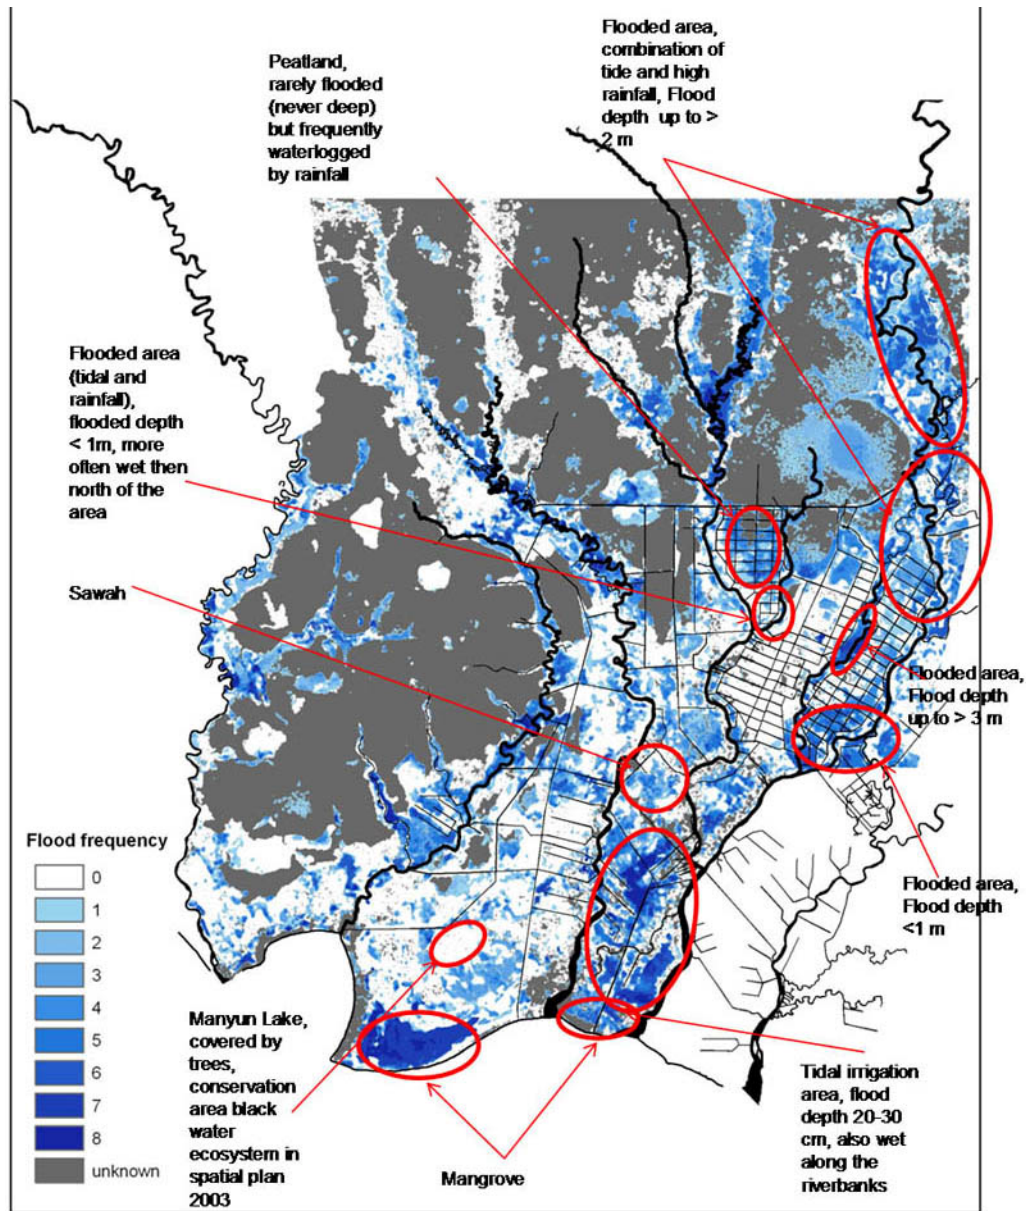 Flooded area,
combination of
tide and high
rainfall, Flood
depth up to >
2 m
Peatland,
rarely flooded
(never deep)
but frequently
waterlogged
by rainfall
Flooded area
(tidal and
rainfall),
flooded depth
< 1m, more
often wet then
north of the
area
Sawah
Flooded area,
Flood depth
up to > 3 m
Flooded area,
Flood depth
<1 m
Flood frequency
0
1
2
3
4
5
6
7
8
unknown
Manyun Lake,
covered by
trees,
conservation
area black
water
ecosystem in
spatial plan
2003
Mangrove
Tidal irrigation
area, flood
depth 20-30
cm, also wet
along the
riverbanks